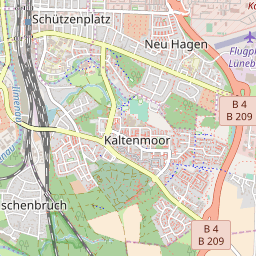 Schützenplatz
Neu Hagen
Flugpl
Lüneb
B 4
B 209
Kaltenmoor
schenbruch
B 4
B 209